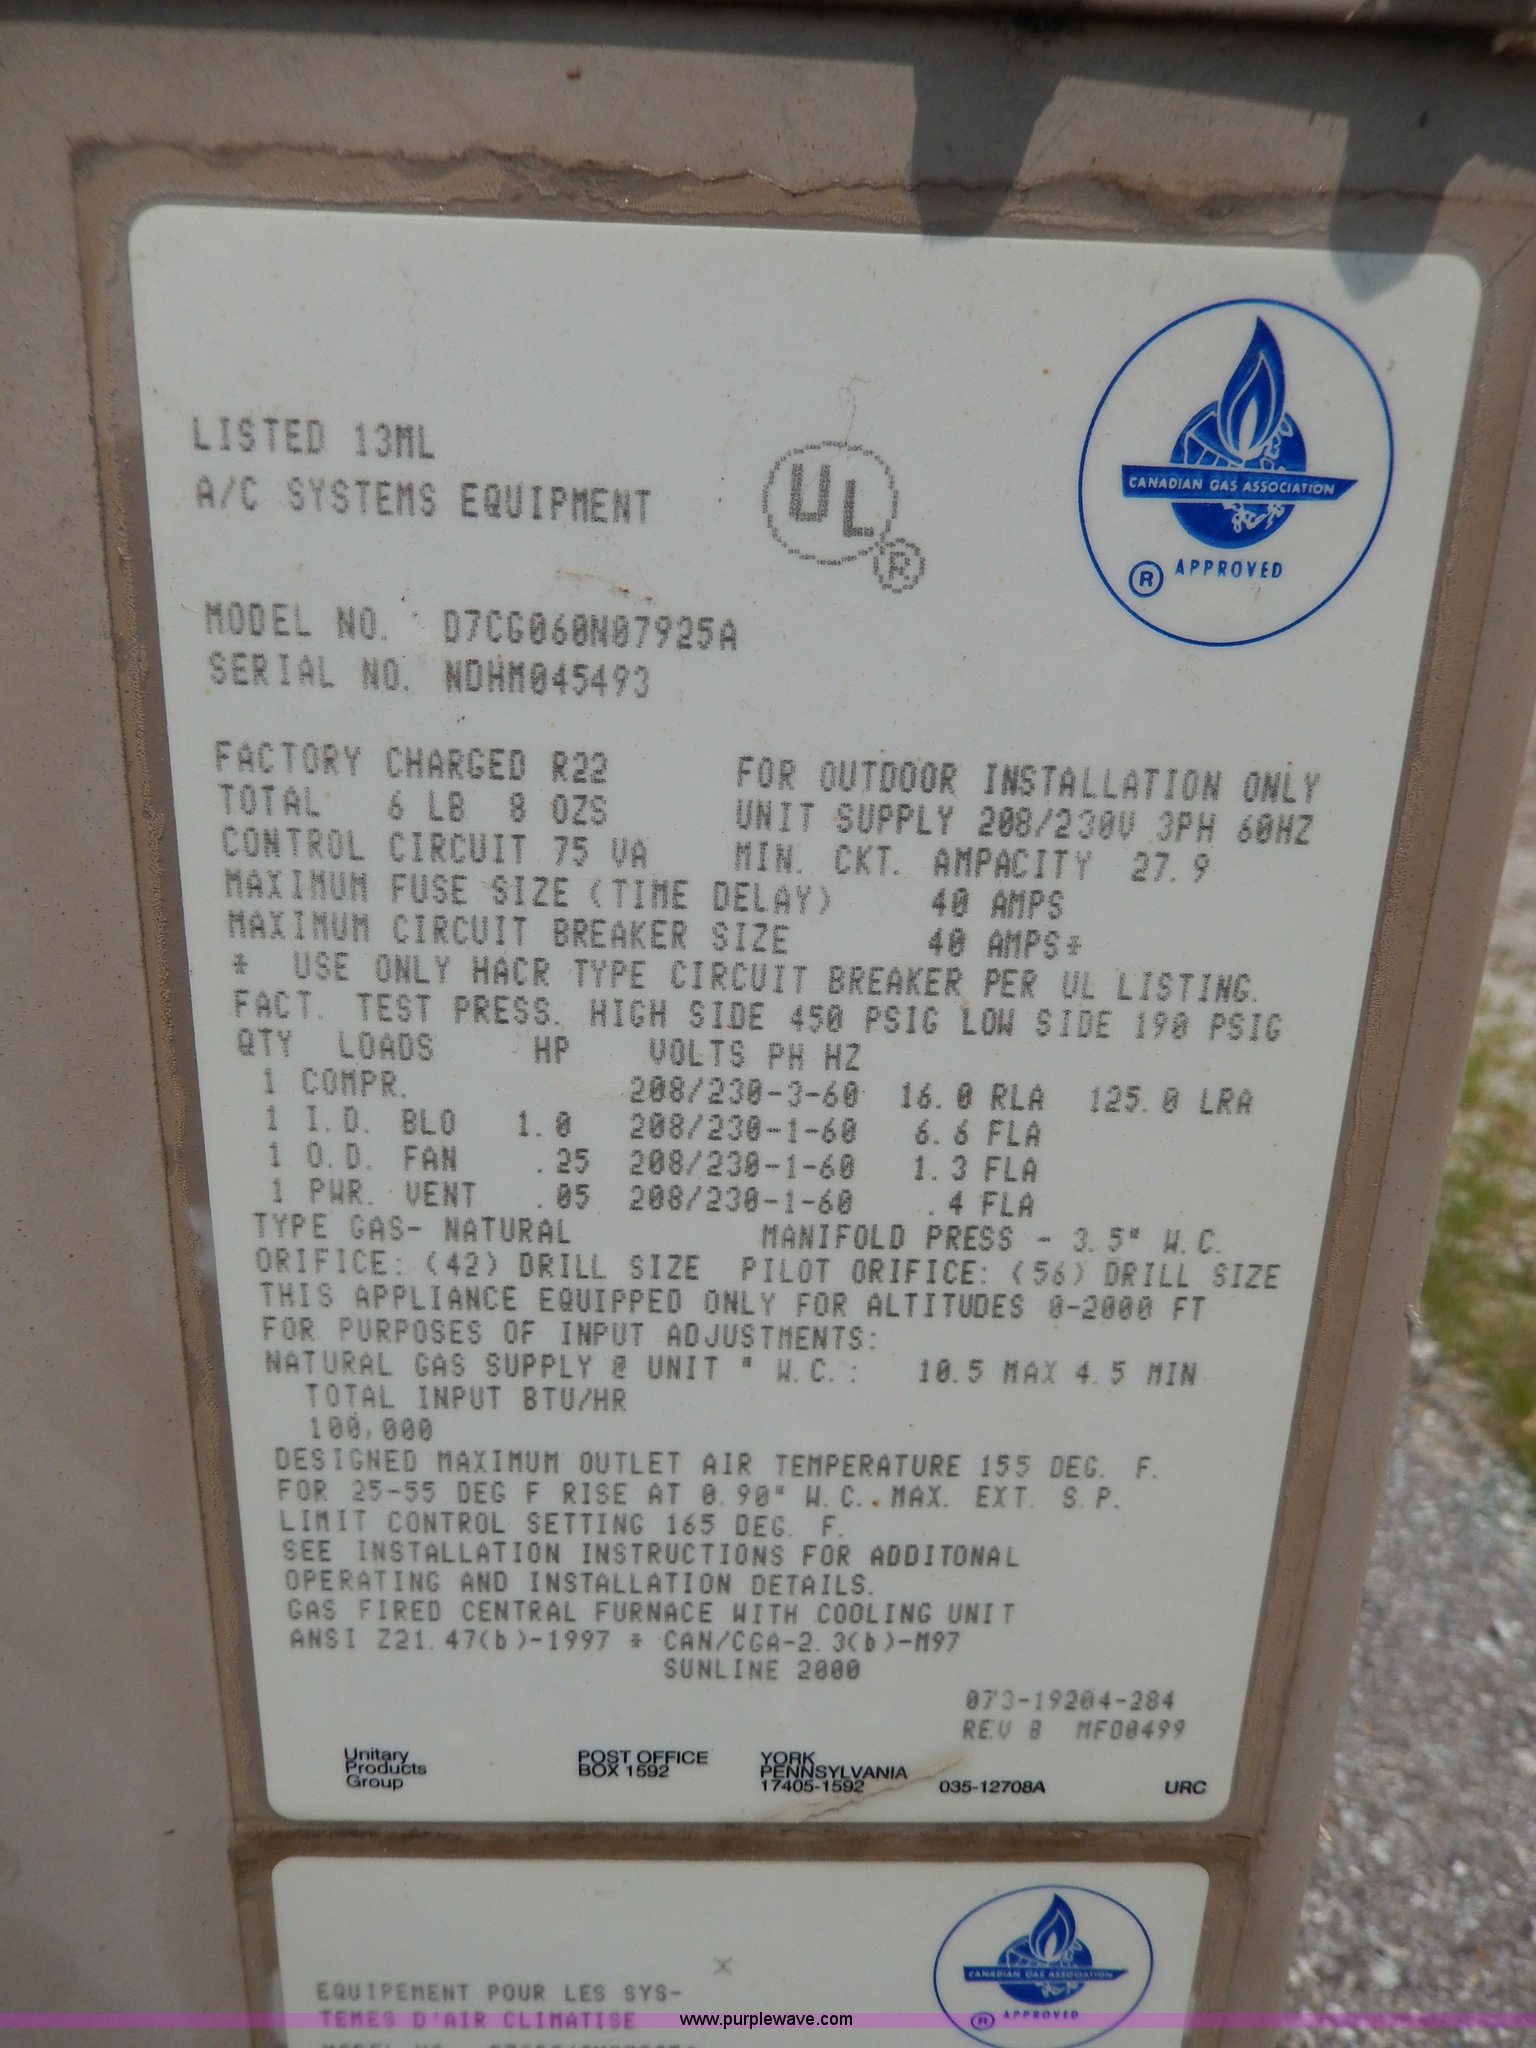 LISTED 13ML
A/C SYSTEMS EQUIPMENT
UL
®
CANADIAN GAS ASSOCIATION
® APPROVED
MODEL NO. D7CG060N07925A
SERIAL NO. NDHM045493
FACTORY CHARGED R22 FOR OUTDOOR INSTALLATION ONLY
TOTAL 6 LB 8 OZS UNIT SUPPLY 208/230V 3PH 60HZ
CONTROL CIRCUIT 75 VA MIN. CKT. AMPACITY 27.9
MAXIMUM FUSE SIZE (TIME DELAY) 40 AMPS
MAXIMUM CIRCUIT BREAKER SIZE 40 AMPS*
* USE ONLY HACR TYPE CIRCUIT BREAKER PER UL LISTING.
FACT. TEST PRESS. HIGH SIDE 450 PSIG LOW SIDE 190 PSIG
QTY LOADS HP VOLTS PH HZ
1 COMPR. 208/230-3-60 16.0 RLA 125.0 LRA
1 I.D. BLO 1.0 208/230-1-60 6.6 FLA
1 O.D. FAN .25 208/230-1-60 1.3 FLA
1 PWR. VENT .05 208/230-1-60 .4 FLA
TYPE GAS- NATURAL MANIFOLD PRESS - 3.5" W.C.
ORIFICE: (42) DRILL SIZE PILOT ORIFICE: (56) DRILL SIZE
THIS APPLIANCE EQUIPPED ONLY FOR ALTITUDES 0-2000 FT
FOR PURPOSES OF INPUT ADJUSTMENTS:
NATURAL GAS SUPPLY @ UNIT " W.C.: 10.5 MAX 4.5 MIN
TOTAL INPUT BTU/HR
100,000
DESIGNED MAXIMUM OUTLET AIR TEMPERATURE 155 DEG. F.
FOR 25-55 DEG F RISE AT 0.90" W.C. MAX. EXT. S.P.
LIMIT CONTROL SETTING 165 DEG. F.
SEE INSTALLATION INSTRUCTIONS FOR ADDITONAL
OPERATING AND INSTALLATION DETAILS.
GAS FIRED CENTRAL FURNACE WITH COOLING UNIT
ANSI Z21.47(b)-1997 * CAN/CGA-2.3(b)-M97
SUNLINE 2000
073-19204-284
REV B MFD0499
Unitary
Products
Group
POST OFFICE
BOX 1592
YORK
PENNSYLVANIA
17405-1592
035-12708A
URC
CANADIAN GAS ASSOCIATION
® APPROVED
X
EQUIPEMENT POUR LES SYS-
TEMES D'AIR CLIMATISE
www.purplewave.com